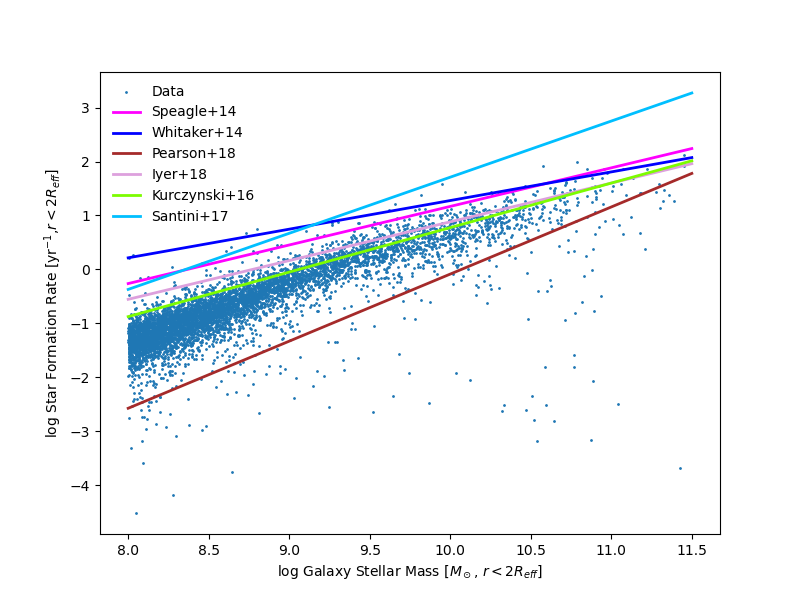 Data
Speagle+14
Whitaker+14
Pearson+18
Iyer+18
Kurczynski+16
Santini+17
3
2
1
0
−1
−2
−3
−4
log Star Formation Rate [yr⁻¹,r < 2R_eff]
8.0 8.5 9.0 9.5 10.0 10.5 11.0 11.5
log Galaxy Stellar Mass [M_⊙ , r < 2R_eff]